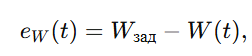 e_W(t) = W_зад − W(t),